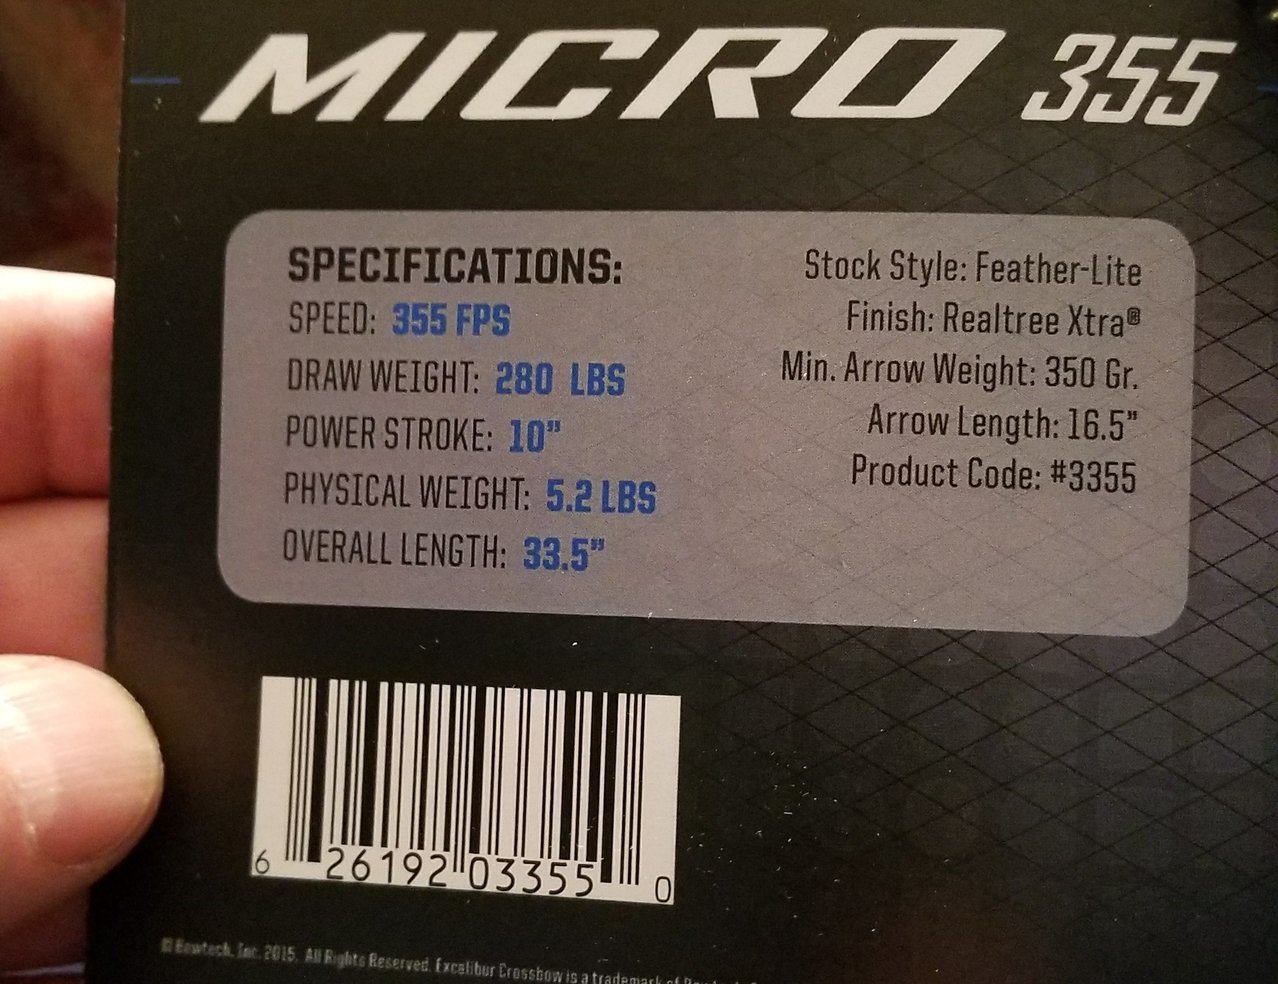 MICRO 355
SPECIFICATIONS:
SPEED: 355 FPS
DRAW WEIGHT: 280 LBS
POWER STROKE: 10”
PHYSICAL WEIGHT: 5.2 LBS
OVERALL LENGTH: 33.5”
Stock Style: Feather-Lite
Finish: Realtree Xtra®
Min. Arrow Weight: 350 Gr.
Arrow Length: 16.5”
Product Code: #3355
6 26192 03355 0
© Bowtech, Inc. 2015. All Rights Reserved. Excalibur Crossbow is a trademark of